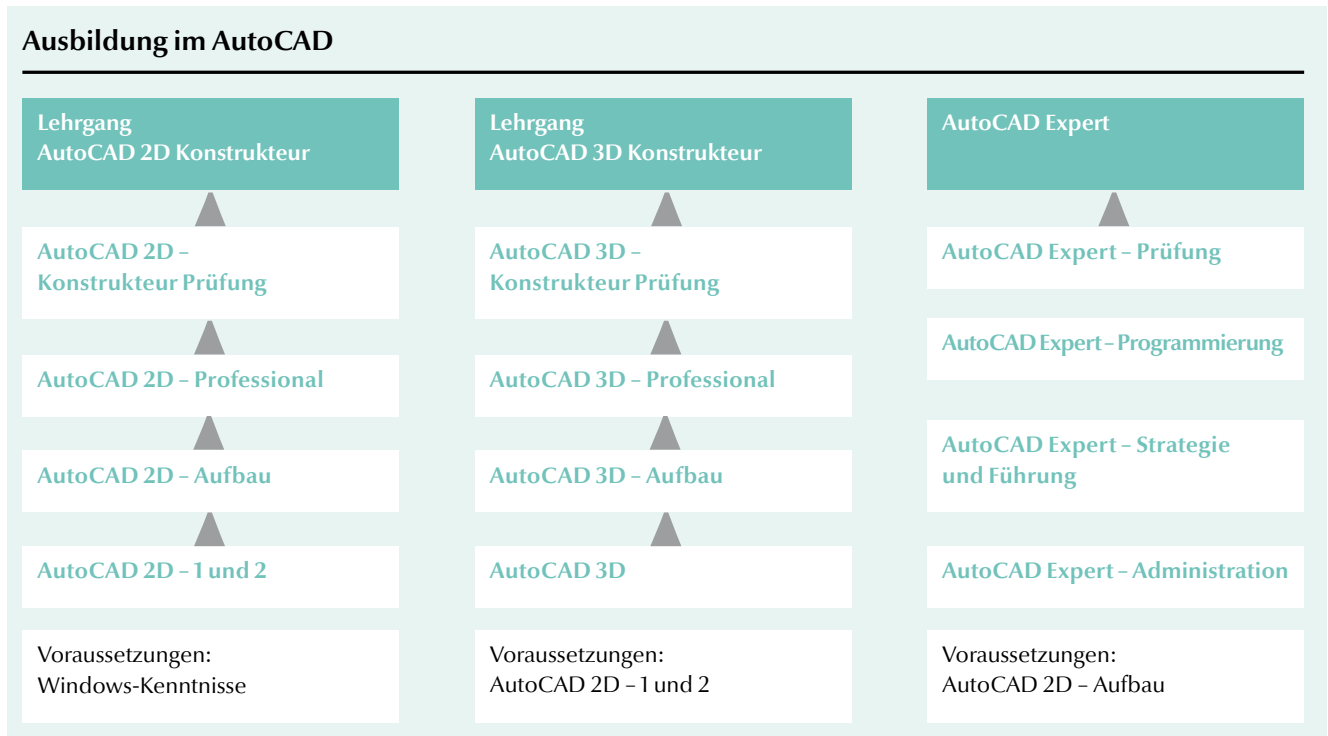 Ausbildung im AutoCAD
Lehrgang
AutoCAD 2D Konstrukteur
AutoCAD 2D –
Konstrukteur Prüfung
AutoCAD 2D – Professional
AutoCAD 2D – Aufbau
AutoCAD 2D – 1 und 2
Voraussetzungen:
Windows-Kenntnisse
Lehrgang
AutoCAD 3D Konstrukteur
AutoCAD 3D –
Konstrukteur Prüfung
AutoCAD 3D – Professional
AutoCAD 3D – Aufbau
AutoCAD 3D
Voraussetzungen:
AutoCAD 2D – 1 und 2
AutoCAD Expert
AutoCAD Expert – Prüfung
AutoCAD Expert – Programmierung
AutoCAD Expert – Strategie
und Führung
AutoCAD Expert – Administration
Voraussetzungen:
AutoCAD 2D – Aufbau